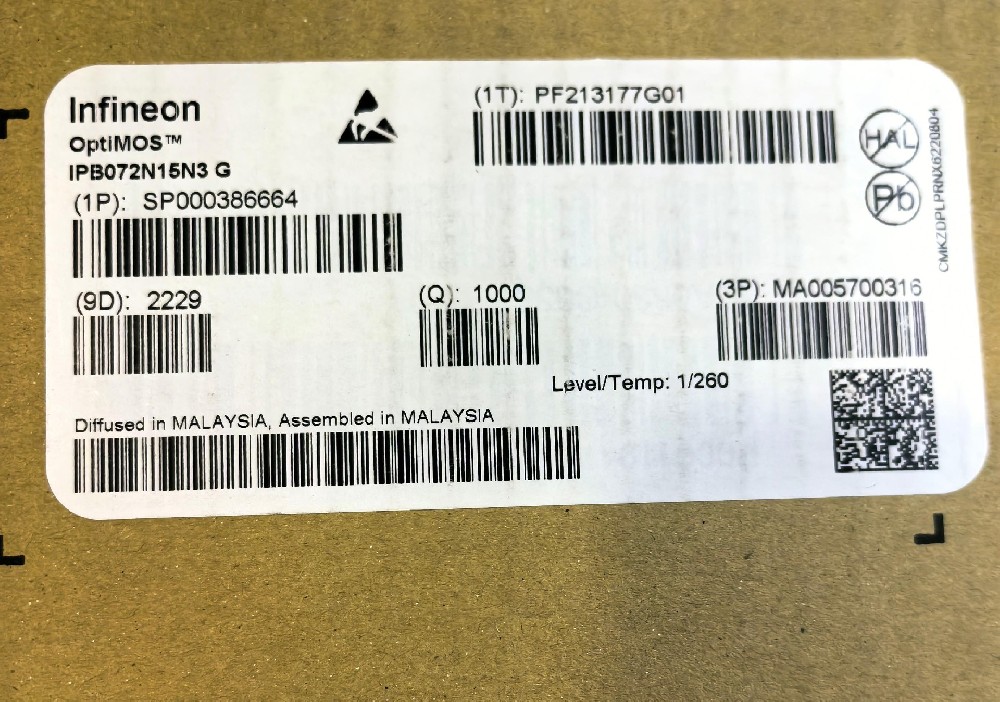 Infineon
OptiMOS™
IPB072N15N3 G
(1P): SP000386664
(1T): PF213177G01
HAL
Pb
CMKZDPLPRNX6220804
(9D): 2229
(Q): 1000
(3P): MA005700316
Level/Temp: 1/260
Diffused in MALAYSIA, Assembled in MALAYSIA